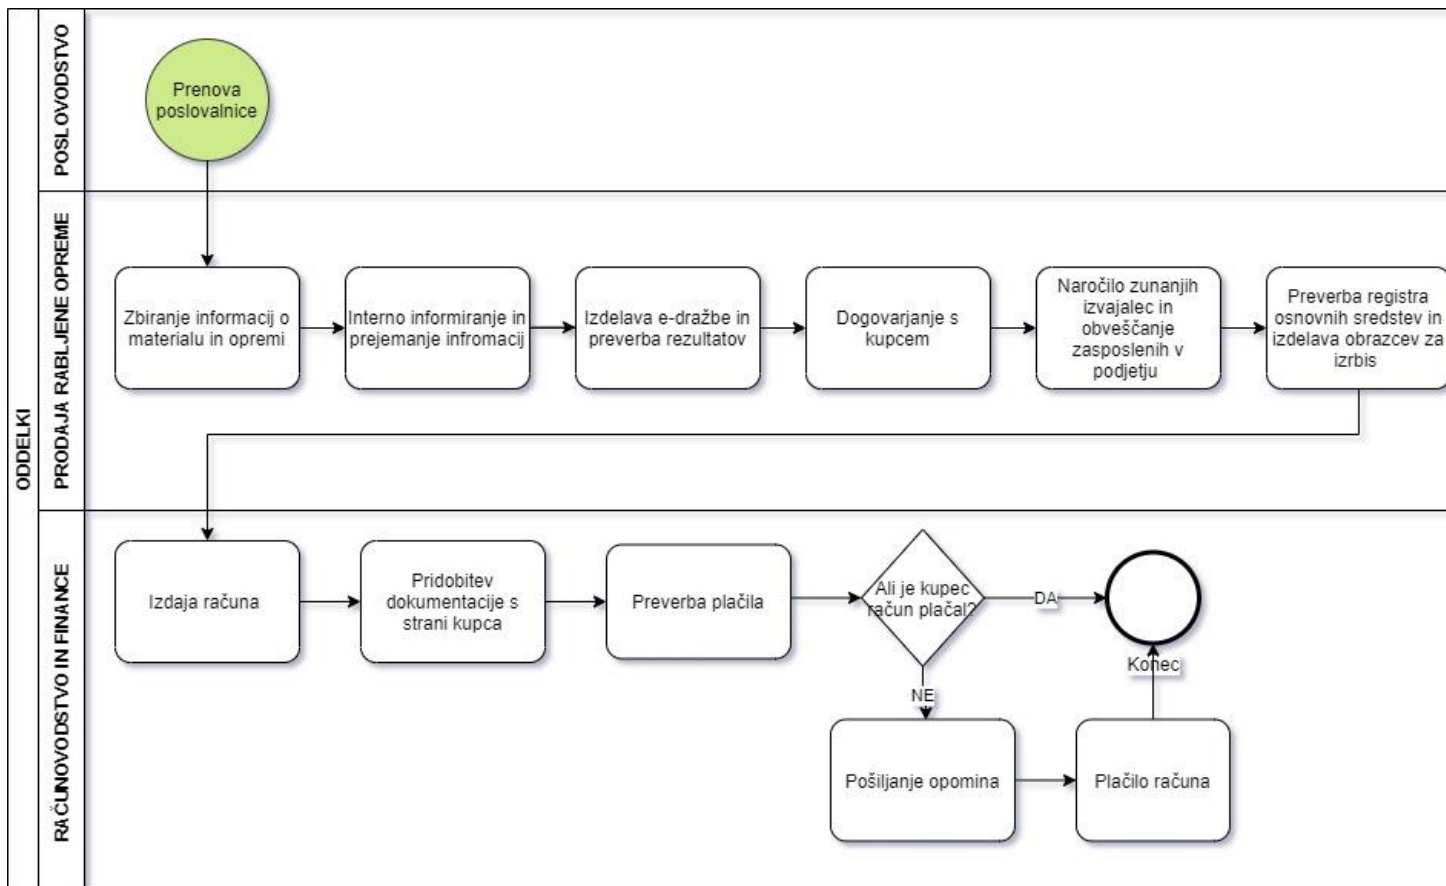 ODDELKI
POSLOVODSTVO
Prenova
poslovalnice
PRODAJA RABLJENE OPREME
Zbiranje informacij o
materialu in opremi
Interno informiranje in
prejemanje infromacij
Izdelava e-dražbe in
preverba rezultatov
Dogovarjanje s
kupcem
Naročilo zunanjih
izvajalec in
obveščanje
zasposlenih v
podjetju
Preverba registra
osnovnih sredstev in
izdelava obrazcev za
izrbis
RAČUNOVODSTVO IN FINANCE
Izdaja računa
Pridobitev
dokumentacije s
strani kupca
Preverba plačila
Ali je kupec
račun plačal?
DA
Konec
NE
Pošiljanje opomina
Plačilo računa